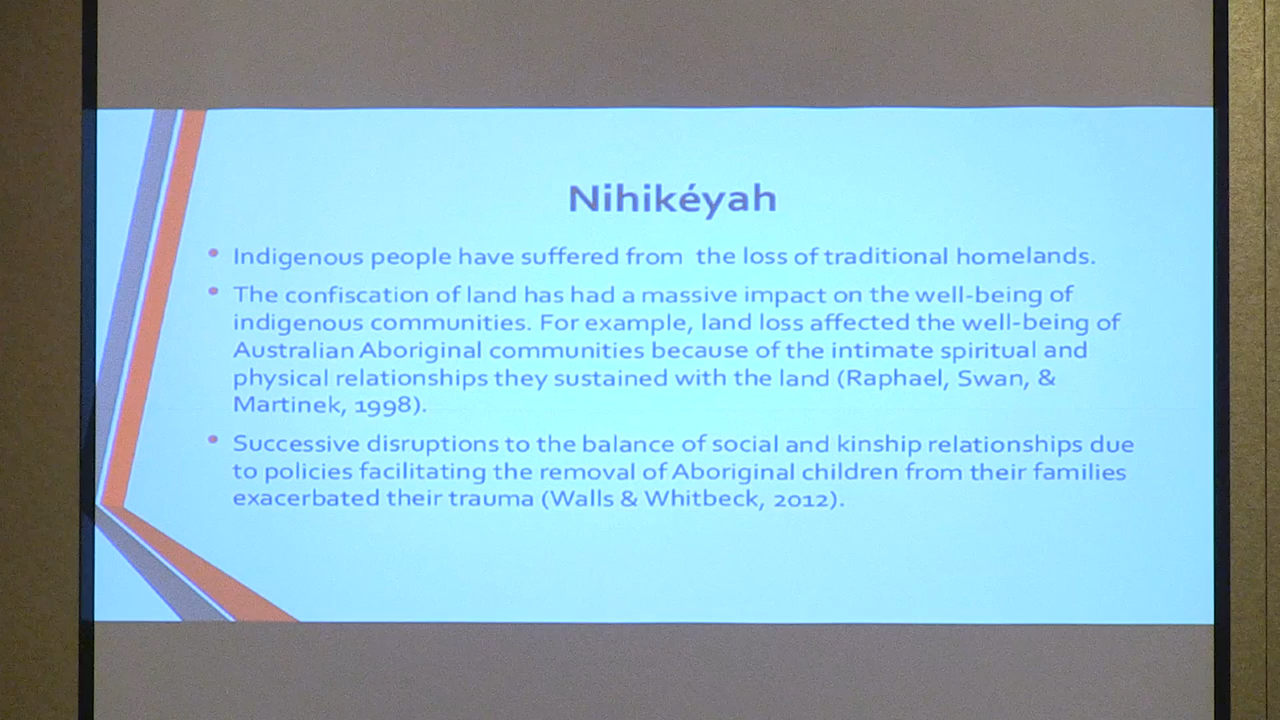 Nihikéyah
• Indigenous people have suffered from  the loss of traditional homelands.
• The confiscation of land has had a massive impact on the well-being of
indigenous communities. For example, land loss affected the well-being of
Australian Aboriginal communities because of the intimate spiritual and
physical relationships they sustained with the land (Raphael, Swan, &
Martinek, 1998).
• Successive disruptions to the balance of social and kinship relationships due
to policies facilitating the removal of Aboriginal children from their families
exacerbated their trauma (Walls & Whitbeck, 2012).